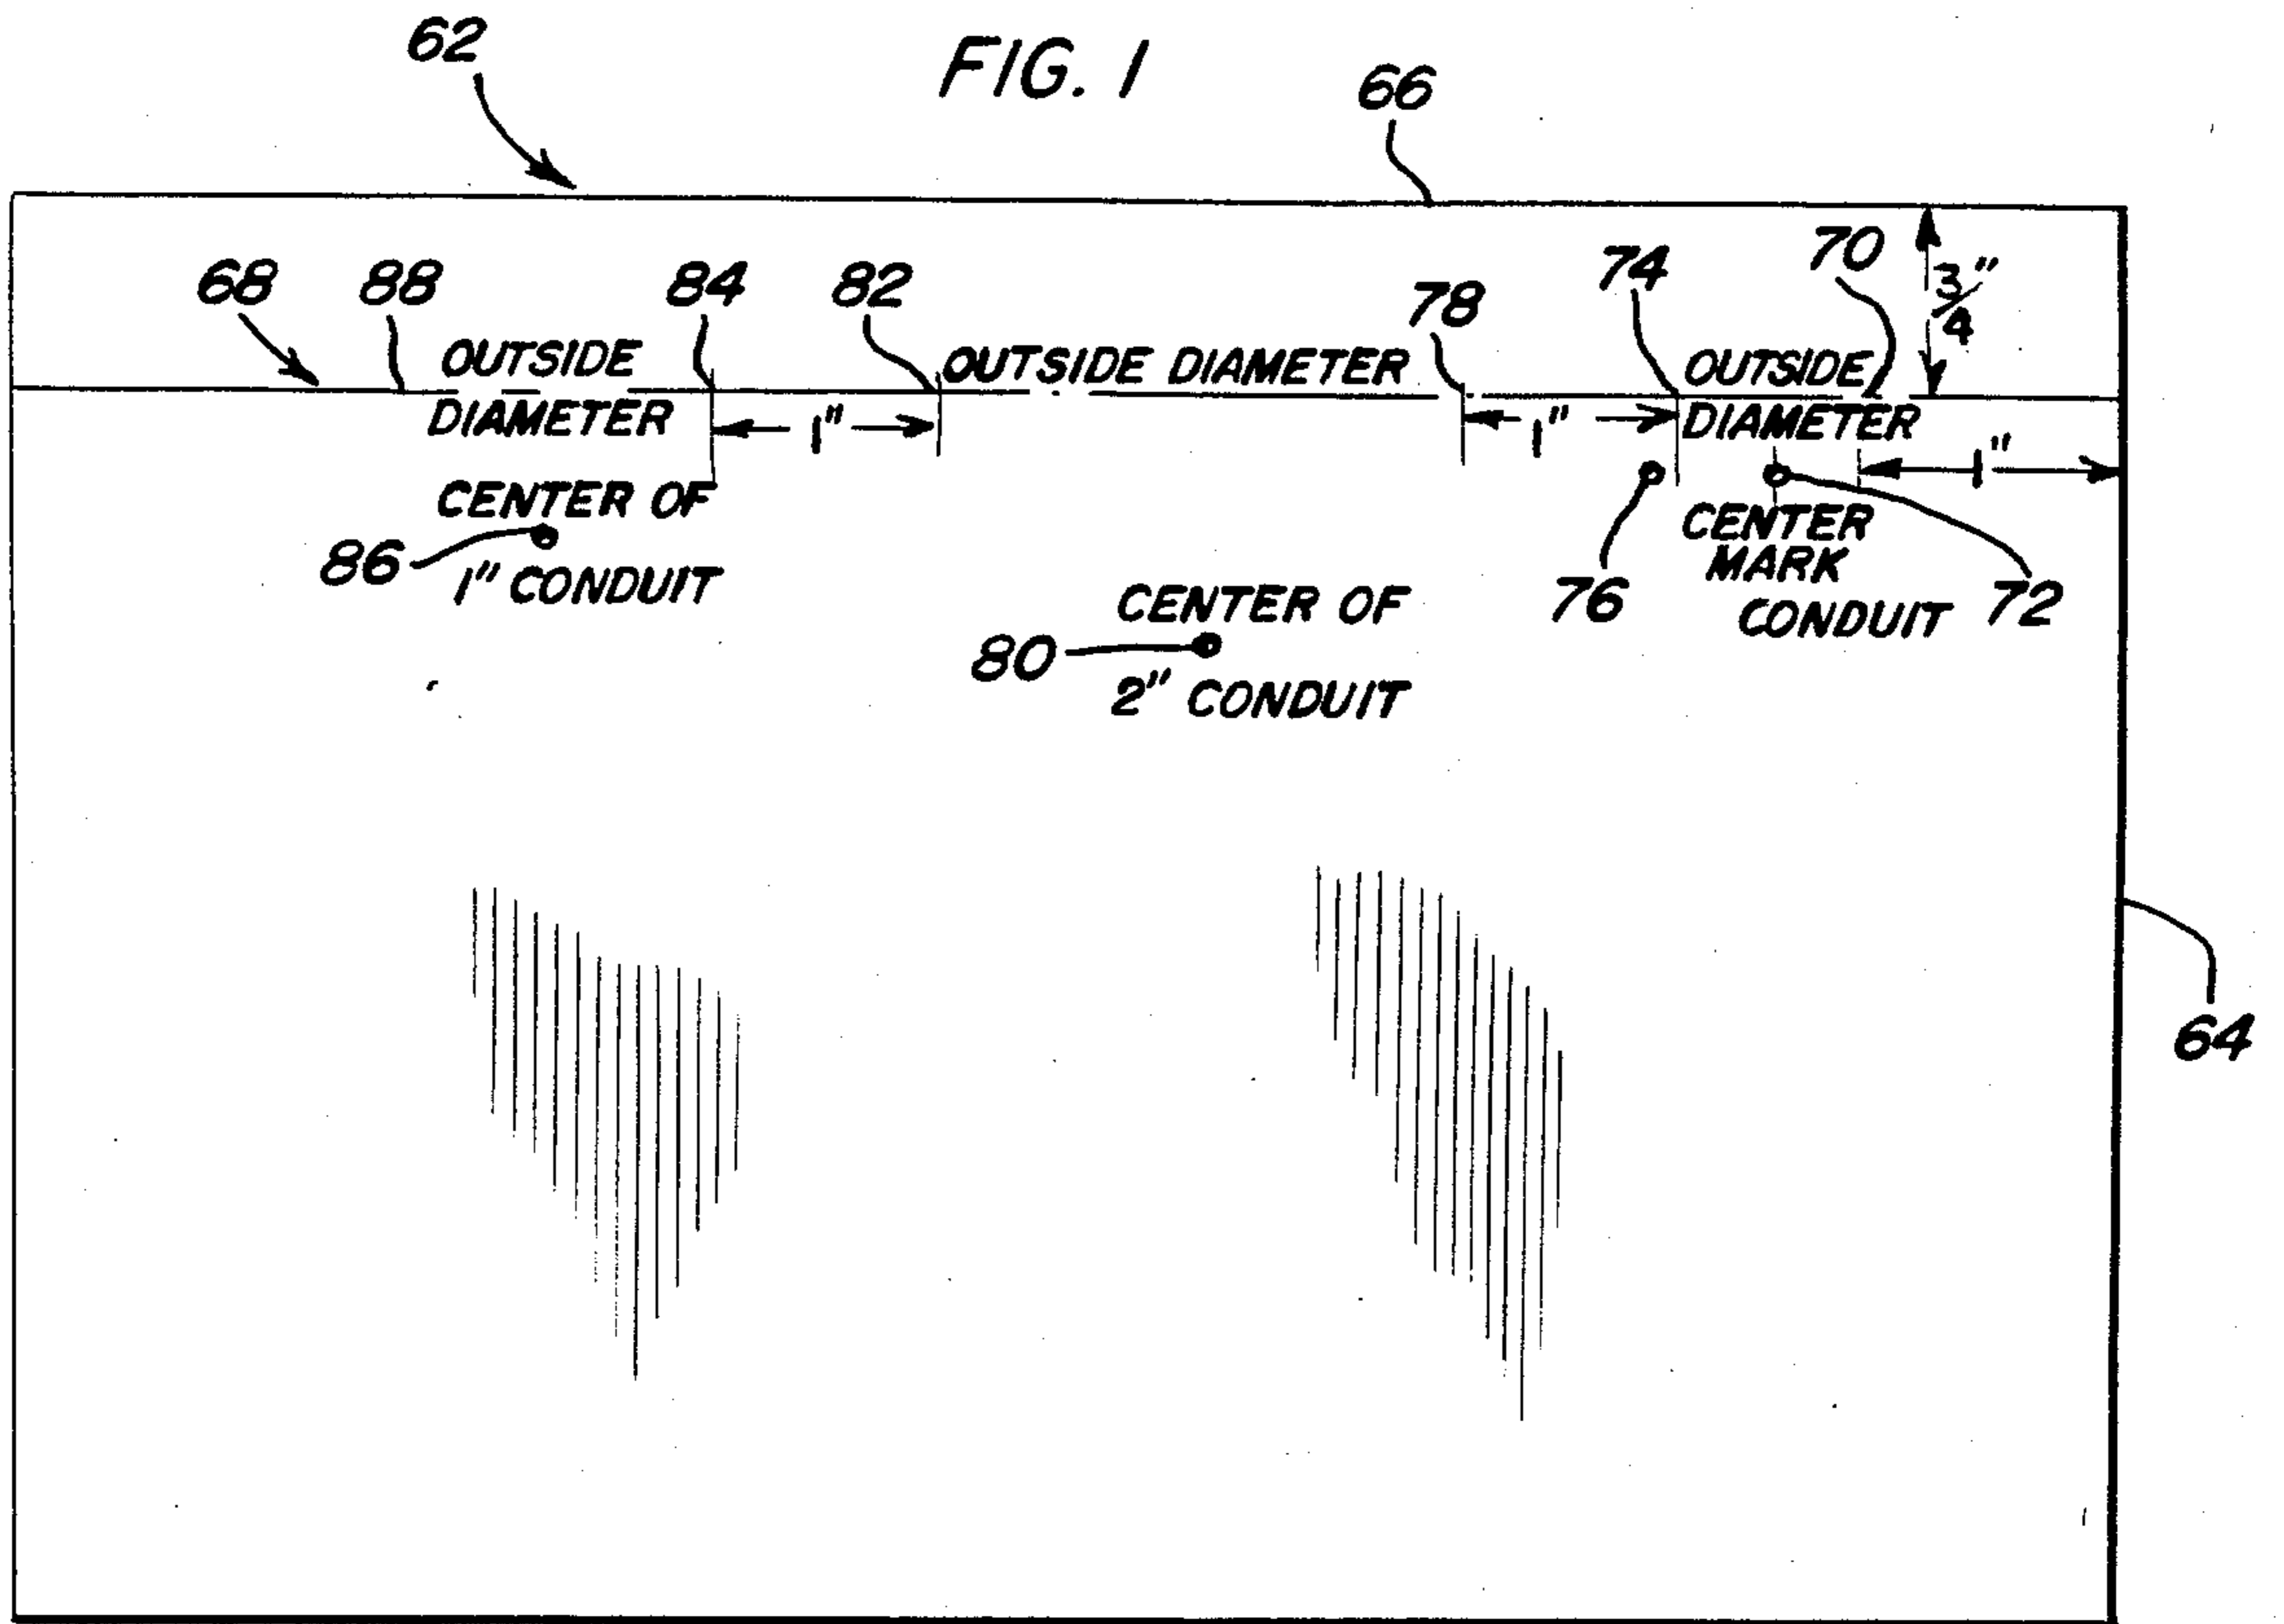 FIG. 1
62
66
68
88
84
82
78
74
70
3/4"
OUTSIDE
DIAMETER
1"
OUTSIDE DIAMETER
1"
OUTSIDE
DIAMETER
1"
CENTER OF
86
1" CONDUIT
CENTER OF
80
2" CONDUIT
76
CENTER
MARK
CONDUIT
72
64